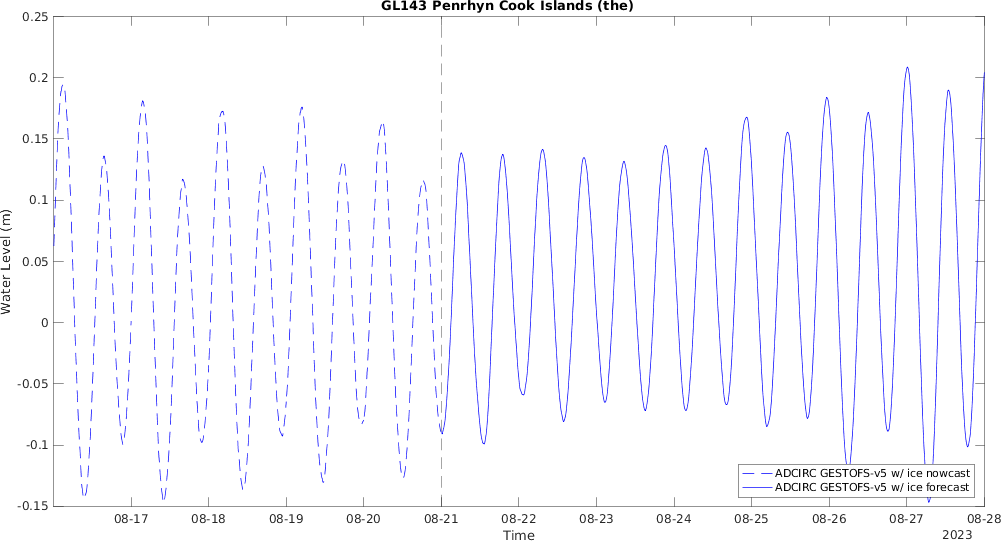 GL143 Penrhyn Cook Islands (the)
0.25
0.2
0.15
0.1
0.05
0
-0.05
-0.1
-0.15
Water Level (m)
ADCIRC GESTOFS-v5 w/ ice nowcast
ADCIRC GESTOFS-v5 w/ ice forecast
08-17 08-18 08-19 08-20 08-21 08-22 08-23 08-24 08-25 08-26 08-27 08-28
Time
2023